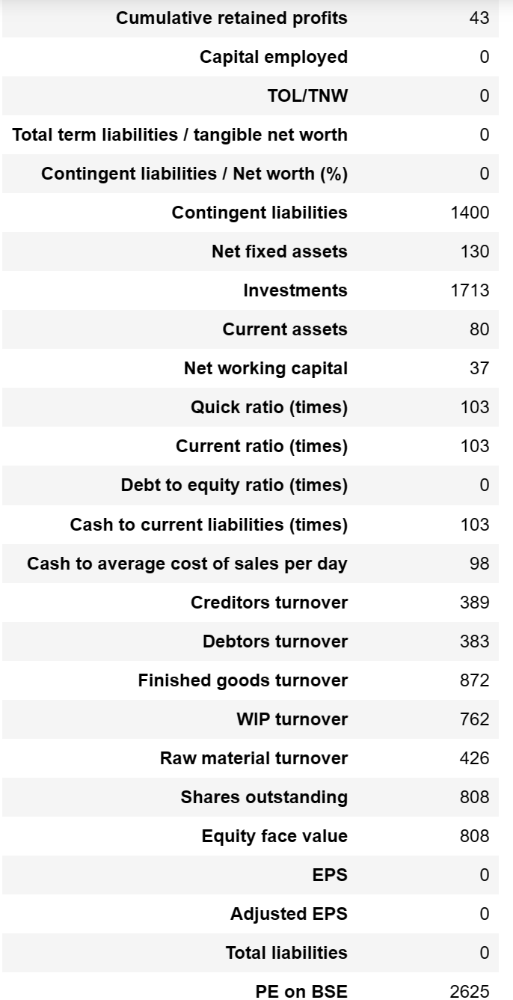 Cumulative retained profits 43
Capital employed 0
TOL/TNW 0
Total term liabilities / tangible net worth 0
Contingent liabilities / Net worth (%) 0
Contingent liabilities 1400
Net fixed assets 130
Investments 1713
Current assets 80
Net working capital 37
Quick ratio (times) 103
Current ratio (times) 103
Debt to equity ratio (times) 0
Cash to current liabilities (times) 103
Cash to average cost of sales per day 98
Creditors turnover 389
Debtors turnover 383
Finished goods turnover 872
WIP turnover 762
Raw material turnover 426
Shares outstanding 808
Equity face value 808
EPS 0
Adjusted EPS 0
Total liabilities 0
PE on BSE 2625